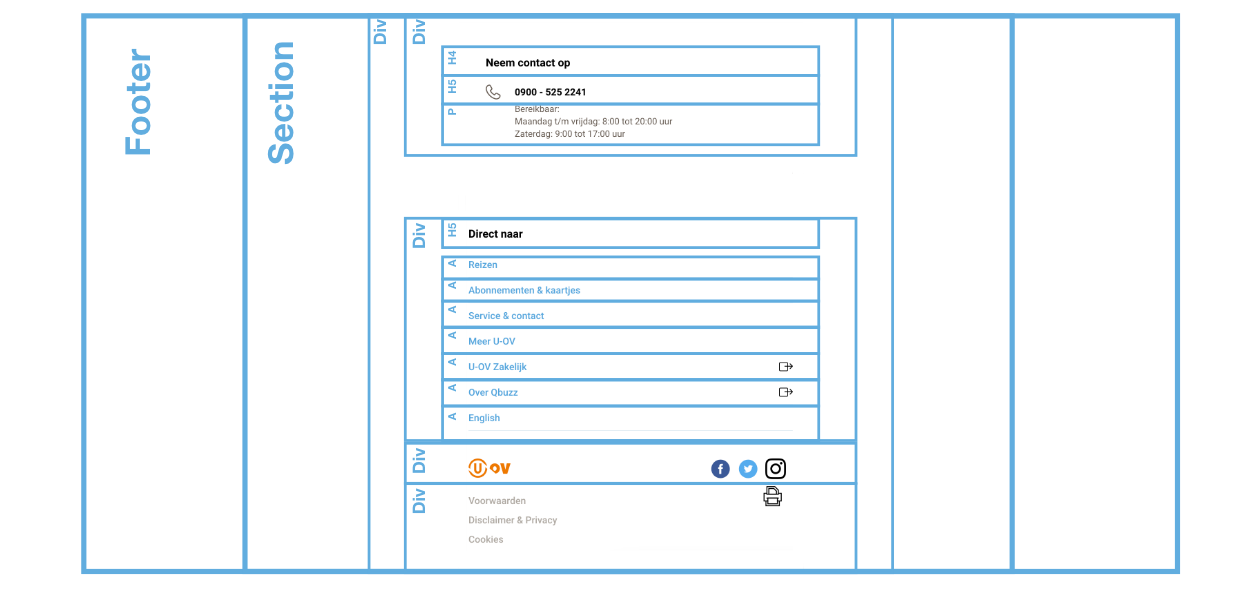 Footer
Section
Div
Div
H4
Neem contact op
H5
0900 - 525 2241
P
Bereikbaar:
Maandag t/m vrijdag: 8:00 tot 20:00 uur
Zaterdag: 9:00 tot 17:00 uur
Div
H5
Direct naar
A
Reizen
A
Abonnementen & kaartjes
A
Service & contact
A
Meer U-OV
A
U-OV Zakelijk
A
Over Qbuzz
A
English
Div
U OV
f
Div
Voorwaarden
Disclaimer & Privacy
Cookies